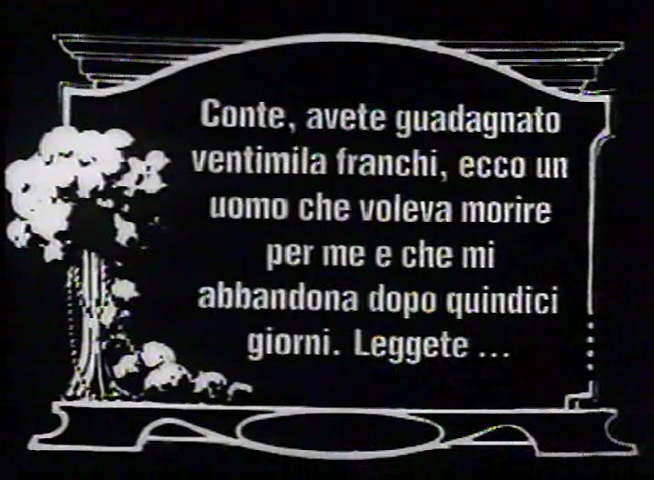 Conte, avete guadagnato
ventimila franchi, ecco un
uomo che voleva morire
per me e che mi
abbandona dopo quindici
giorni. Leggete ...